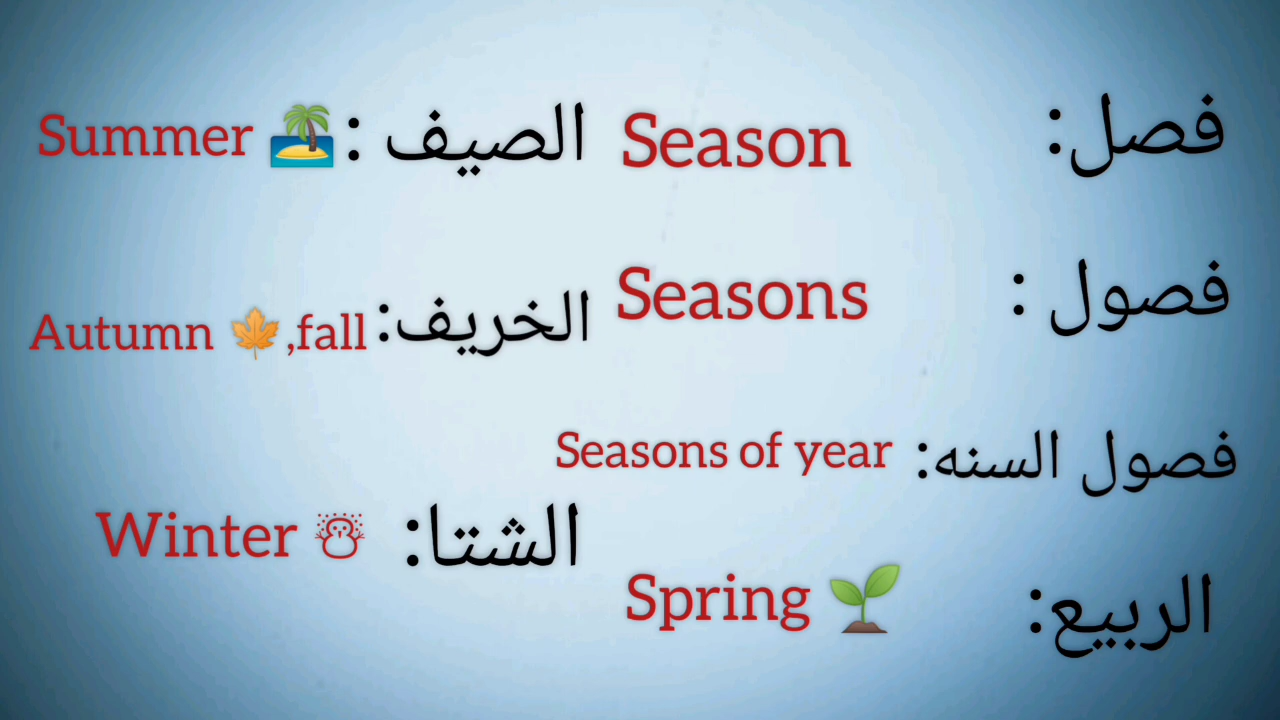 فصل: Season
فصول : Seasons
فصول السنه: Seasons of year
الربيع: Spring 🌱
الصيف : Summer 🏝️
الخريف: Autumn 🍁,fall
الشتا: Winter ☃